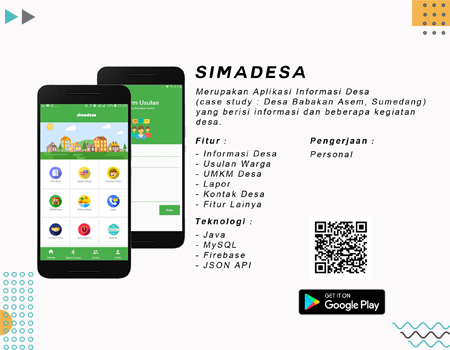 SIMADESA
Merupakan Aplikasi Informasi Desa
(case study : Desa Babakan Asem, Sumedang)
yang berisi informasi dan beberapa kegiatan
desa.
Fitur :
- Informasi Desa
- Usulan Warga
- UMKM Desa
- Lapor
- Kontak Desa
- Fitur Lainya
Pengerjaan :
Personal
Teknologi :
- Java
- MySQL
- Firebase
- JSON API
GET IT ON
Google Play
simadesa
rm Usulan